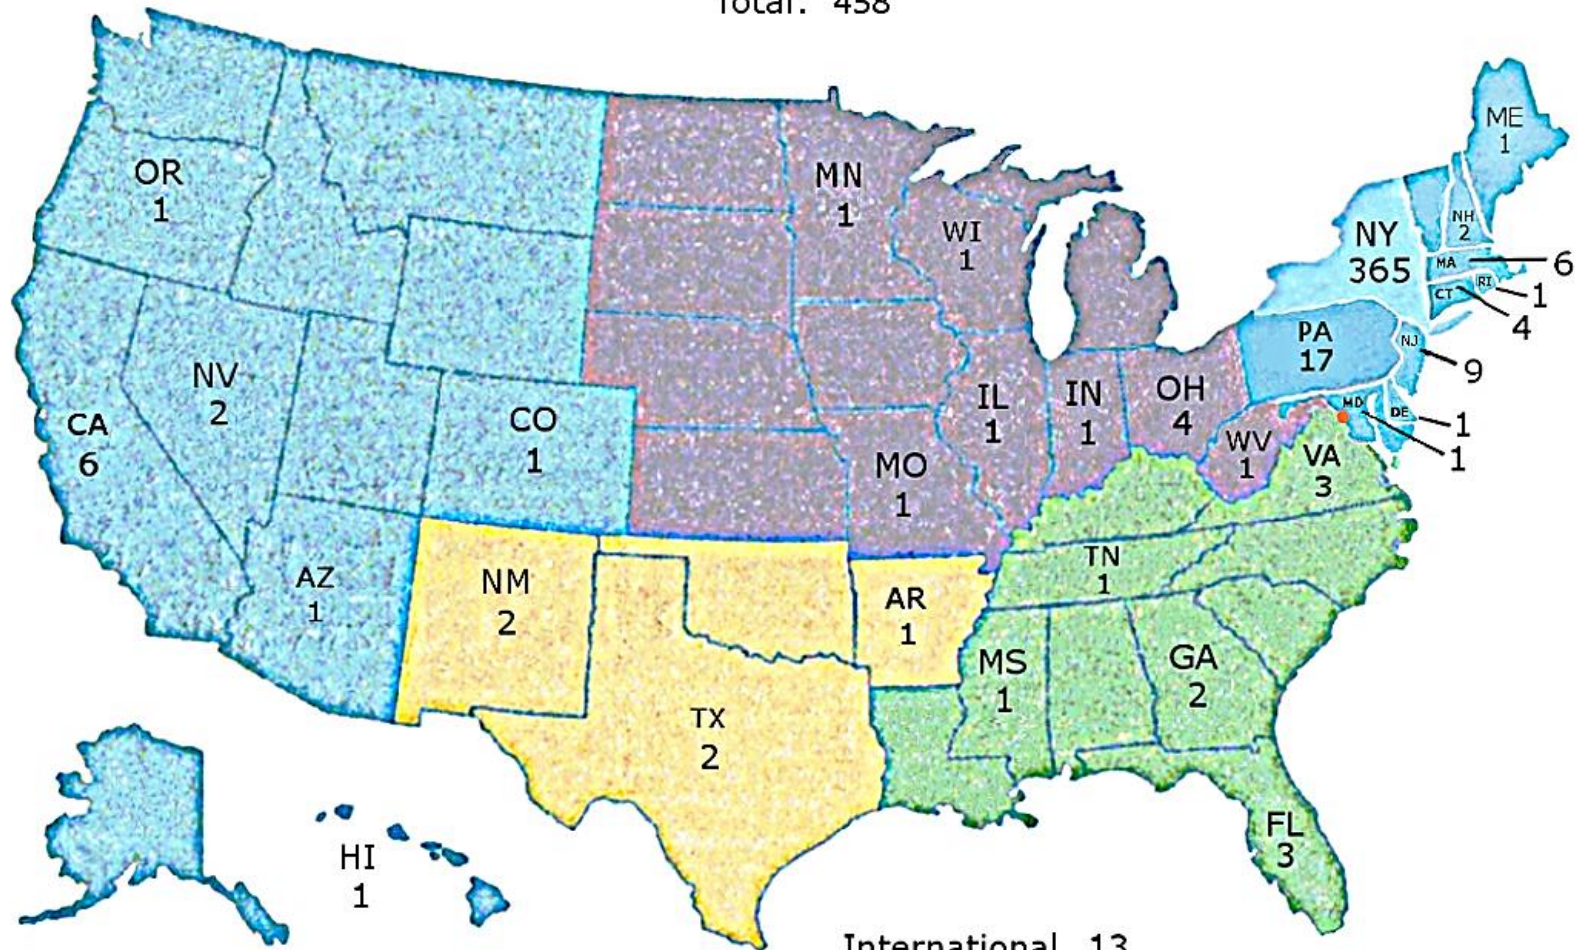 Total: 458
ME
1
OR
1
MN
1
WI
1
NH
2
NY
365
MA
6
RI
1
CT
4
PA
17
NJ
9
NV
2
CA
6
CO
1
IL
1
IN
1
OH
4
MD
1
DE
1
WV
1
VA
3
MO
1
AZ
1
NM
2
AR
1
TN
1
MS
1
GA
2
TX
2
FL
3
HI
1
International 13